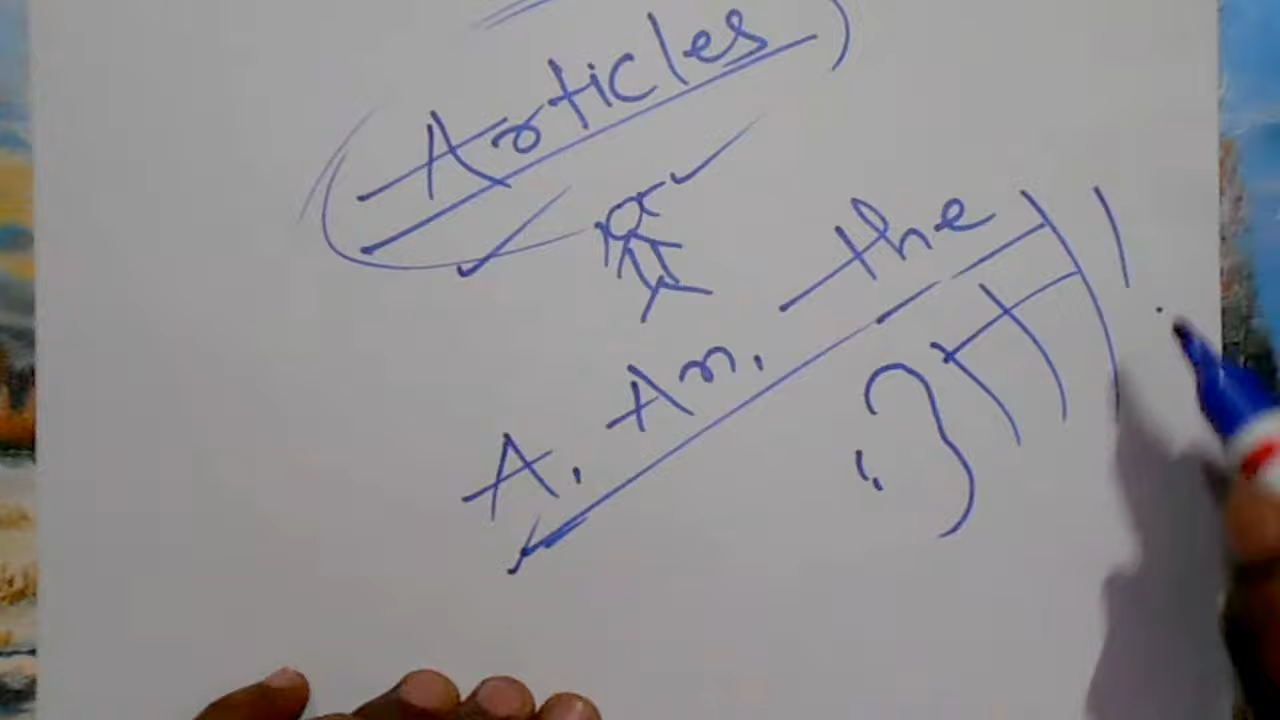 Articles
A, An, the